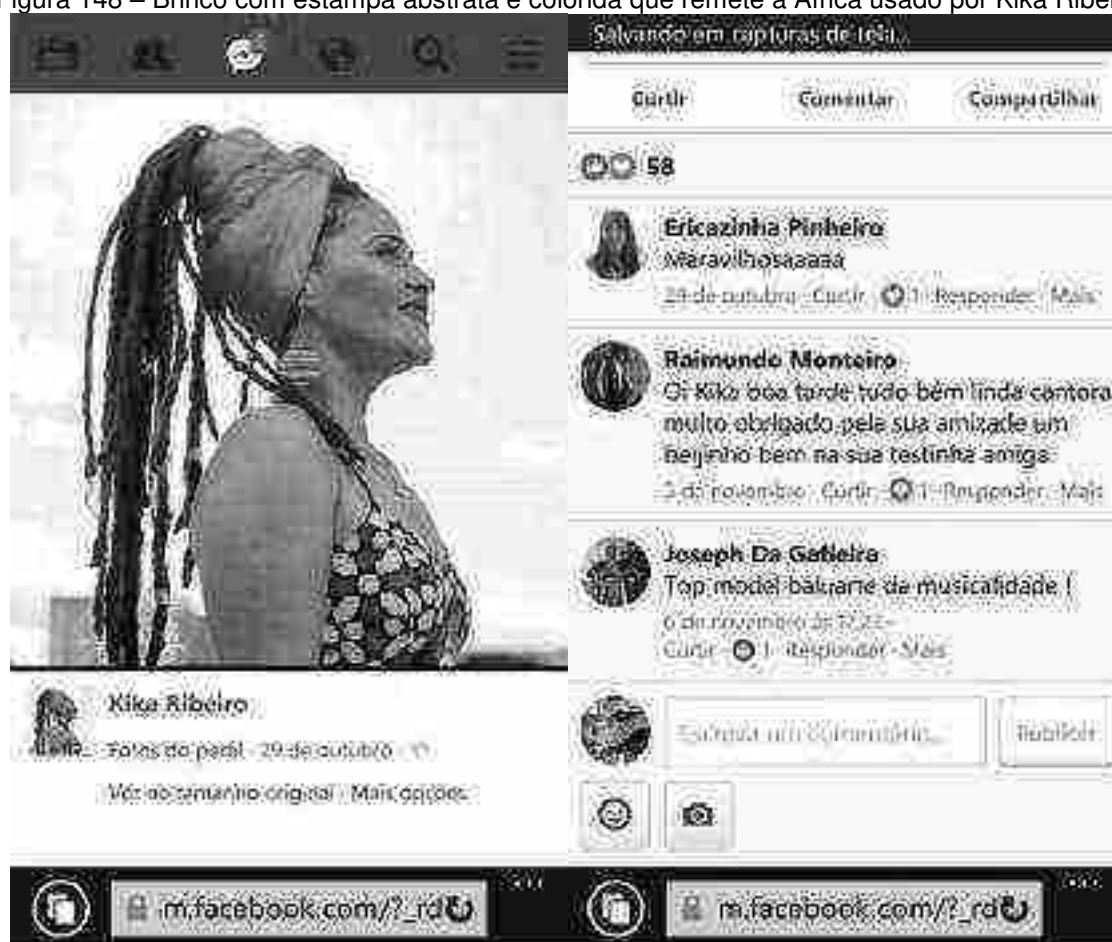 Figura 148 – Brinco com estampa abstrata e colorida que remete à África usado por Kika Ribei
Salvando em capturas de tela...
Curtir Comentar Compartilhar
58
Ericazinha Pinheiro
Maravilhosaaaaa
29 de outubro · Curtir · 1 · Responder · Mais
Raimundo Monteiro
Oi Kika boa tarde tudo bem linda cantora
muito obrigado pela sua amizade um
beijinho bem na sua testinha amiga
5 de novembro · Curtir · 1 · Responder · Mais
Joseph Da Gafieira
Top model baluarte da musicalidade !
6 de novembro às
Curtir · 1 · Responder · Mais
Escreva um comentário... Publicar
Kika Ribeiro
Fotos do perfil · 29 de outubro
Ver no tamanho original · Mais opções
m.facebook.com/?_rd
m.facebook.com/?_rd